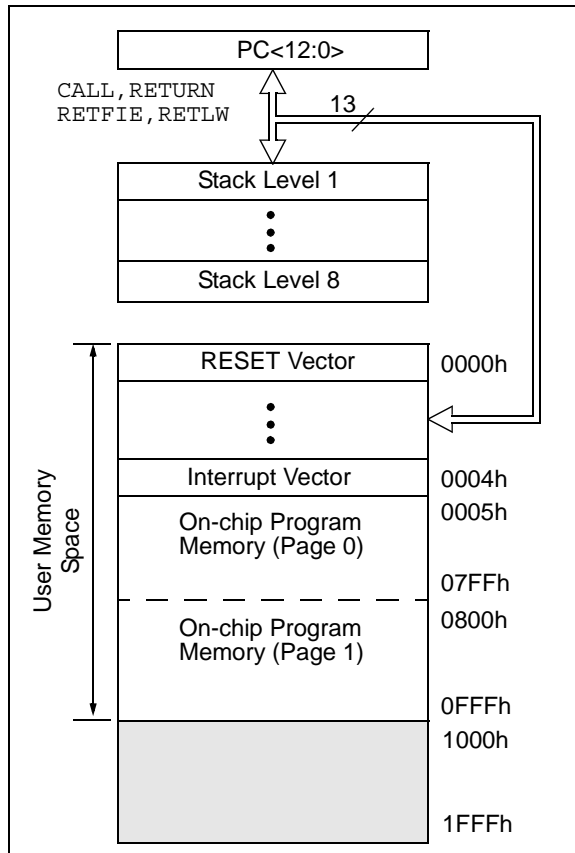 PC<12:0>
CALL,RETURN
RETFIE,RETLW
13
Stack Level 1
Stack Level 8
RESET Vector
0000h
Interrupt Vector
0004h
0005h
On-chip Program
Memory (Page 0)
07FFh
0800h
On-chip Program
Memory (Page 1)
0FFFh
1000h
1FFFh
User Memory
Space